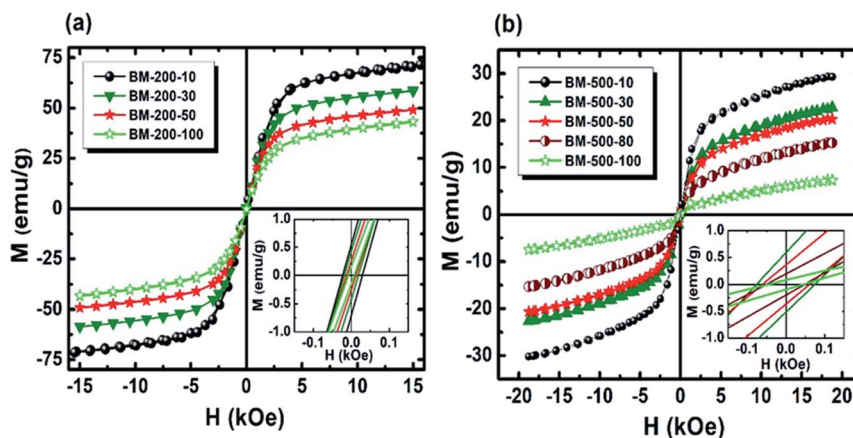 (a)
M (emu/g)
75
50
25
0
-25
-50
-75
BM-200-10
BM-200-30
BM-200-50
BM-200-100
M (emu/g)
1.0
0.5
0.0
-0.5
-1.0
-0.1 0.0 0.1
H (kOe)
-15 -10 -5 0 5 10 15
H (kOe)
(b)
M (emu/g)
30
20
10
0
-10
-20
-30
BM-500-10
BM-500-30
BM-500-50
BM-500-80
BM-500-100
M (emu/g)
1.0
0.5
0.0
-0.5
-1.0
-0.1 0.0 0.1
H (kOe)
-20 -15 -10 -5 0 5 10 15 20
H (kOe)